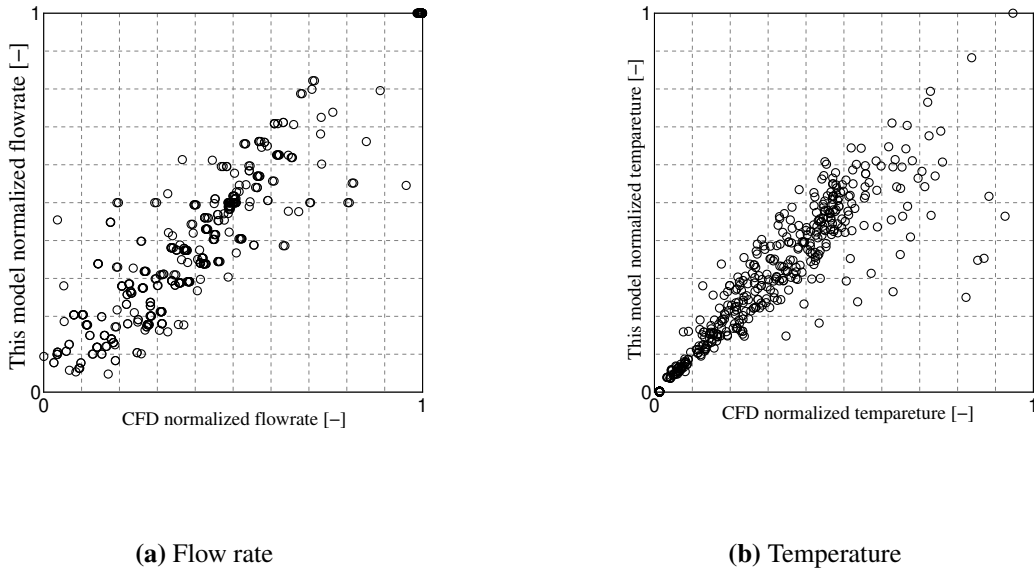 1
This model normalized flowrate [−]
0
0
1
CFD normalized flowrate [−]
1
This model normalized tempareture [−]
0
0
1
CFD normalized tempareture [−]
(a) Flow rate
(b) Temperature